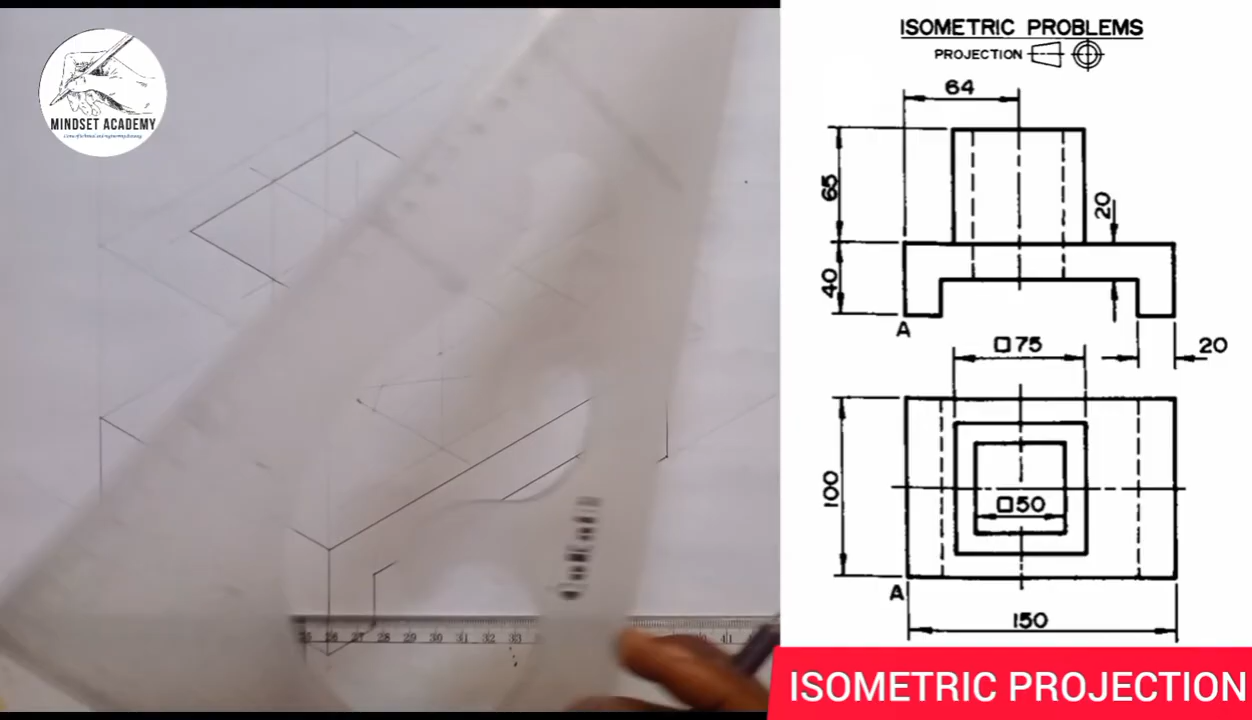 MINDSET ACADEMY
ISOMETRIC PROBLEMS
PROJECTION
64
65
20
40
A
□75
20
100
□50
A
150
26 27 28 29 30 31 32 33
41
ISOMETRIC PROJECTION